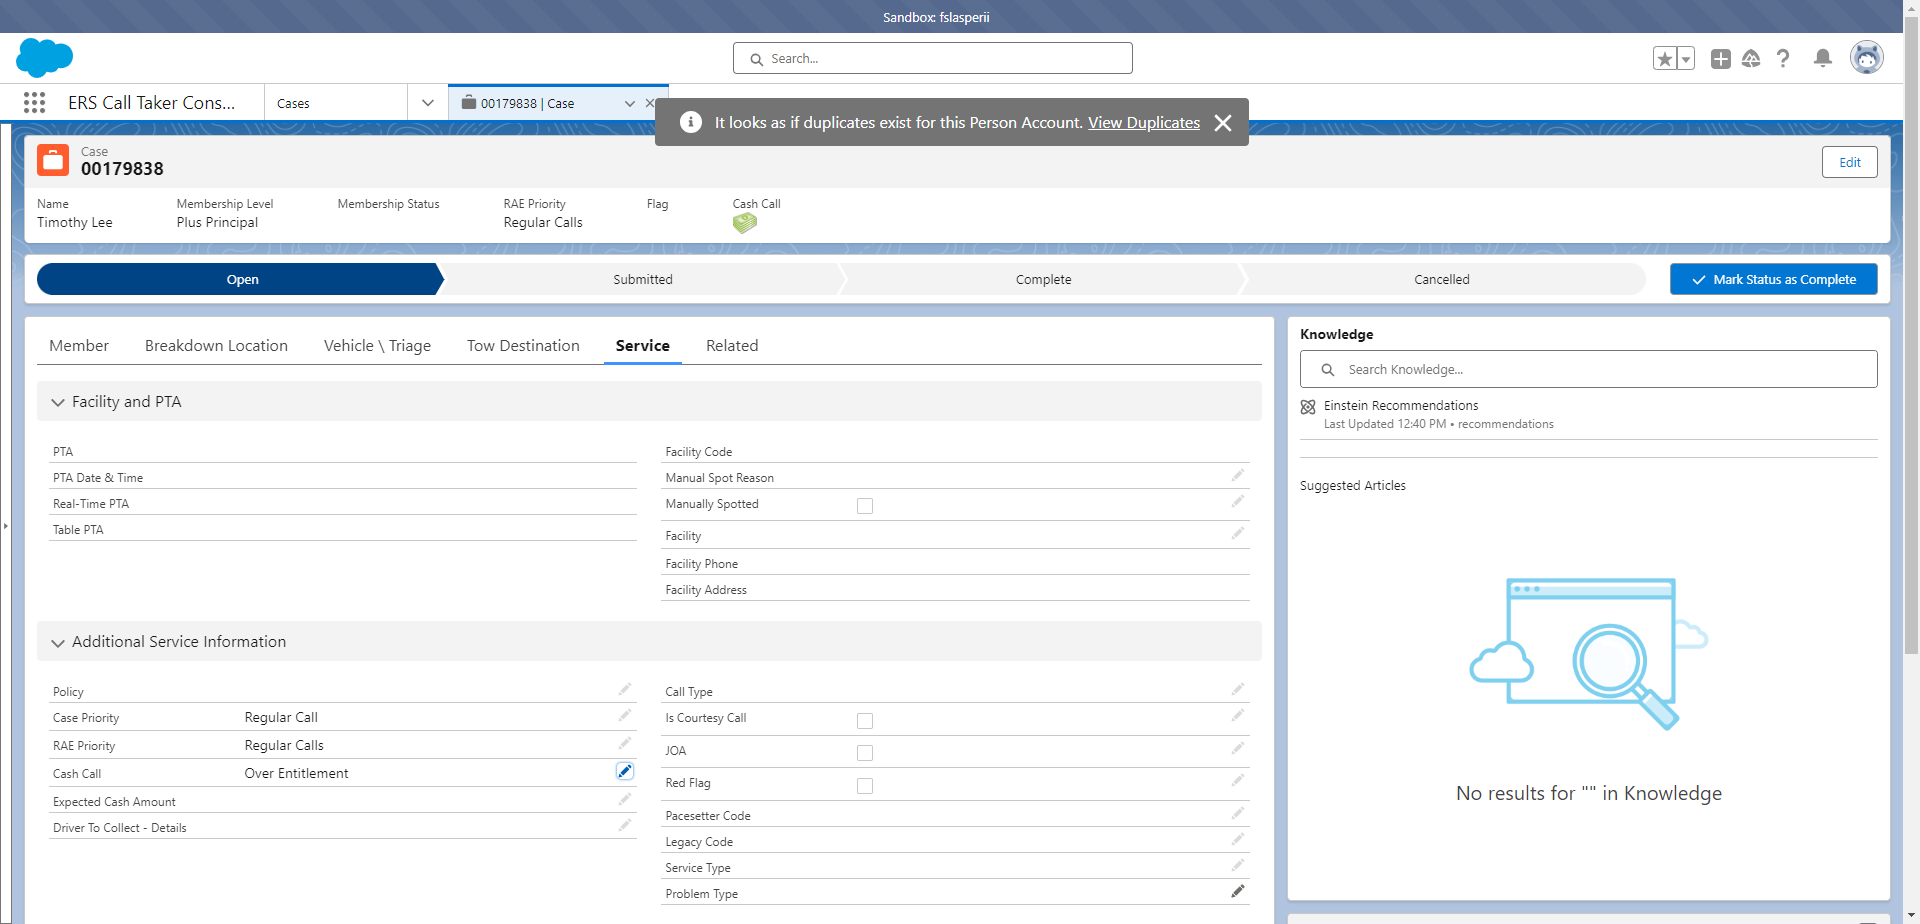 Sandbox: fslasperii
Search...
ERS Call Taker Cons...
Cases
00179838 | Case
It looks as if duplicates exist for this Person Account. View Duplicates
Case
00179838
Edit
Name
Timothy Lee
Membership Level
Plus Principal
Membership Status
RAE Priority
Regular Calls
Flag
Cash Call
Open
Submitted
Complete
Cancelled
Mark Status as Complete
Member
Breakdown Location
Vehicle \ Triage
Tow Destination
Service
Related
Facility and PTA
PTA
PTA Date & Time
Real-Time PTA
Table PTA
Facility Code
Manual Spot Reason
Manually Spotted
Facility
Facility Phone
Facility Address
Additional Service Information
Policy
Case Priority Regular Call
RAE Priority Regular Calls
Cash Call Over Entitlement
Expected Cash Amount
Driver To Collect - Details
Call Type
Is Courtesy Call
JOA
Red Flag
Pacesetter Code
Legacy Code
Service Type
Problem Type
Knowledge
Search Knowledge...
Einstein Recommendations
Last Updated 12:40 PM • recommendations
Suggested Articles
No results for "" in Knowledge